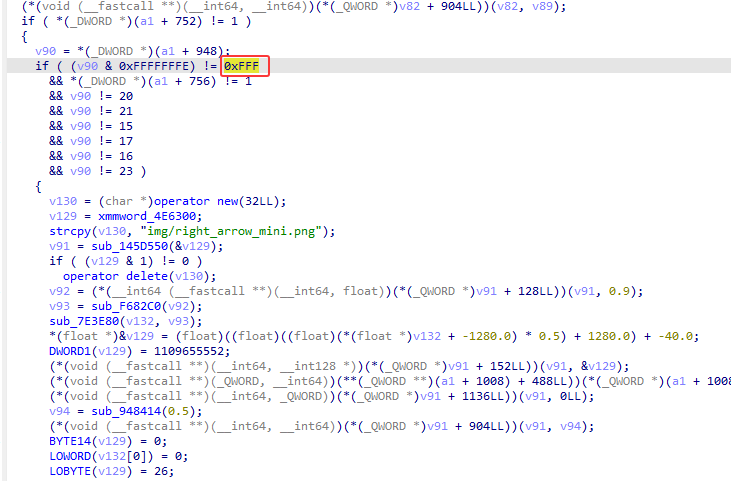 (*(void (__fastcall **)(__int64, __int64))(*(_QWORD *)v82 + 904LL))(v82, v89);
if ( *(_DWORD *)(a1 + 752) != 1 )
{
v90 = *(_DWORD *)(a1 + 948);
if ( (v90 & 0xFFFFFFFE) != 0xFFF
&& *(_DWORD *)(a1 + 756) != 1
&& v90 != 20
&& v90 != 21
&& v90 != 15
&& v90 != 17
&& v90 != 16
&& v90 != 23 )
{
v130 = (char *)operator new(32LL);
v129 = xmmword_4E6300;
strcpy(v130, "img/right_arrow_mini.png");
v91 = sub_145D550(&v129);
if ( (v129 & 1) != 0 )
operator delete(v130);
v92 = (*(__int64 (__fastcall **)(__int64, float))(*(_QWORD *)v91 + 128LL))(v91, 0.9);
v93 = sub_F682C0(v92);
sub_7E3E80(v132, v93);
*(float *)&v129 = (float)((float)((float)(*(float *)v132 + -1280.0) * 0.5) + 1280.0) + -40.0;
DWORD1(v129) = 1109655552;
(*(void (__fastcall **)(__int64, __int128 *))(*(_QWORD *)v91 + 152LL))(v91, &v129);
(*(void (__fastcall **)(_QWORD, __int64))(**(_QWORD **)(a1 + 1008) + 488LL))(*(_QWORD *)(a1 + 1008
(*(void (__fastcall **)(__int64, _QWORD))(*(_QWORD *)v91 + 1136LL))(v91, 0LL);
v94 = sub_948414(0.5);
(*(void (__fastcall **)(__int64, __int64))(*(_QWORD *)v91 + 904LL))(v91, v94);
BYTE14(v129) = 0;
LOWORD(v132[0]) = 0;
LOBYTE(v129) = 26;